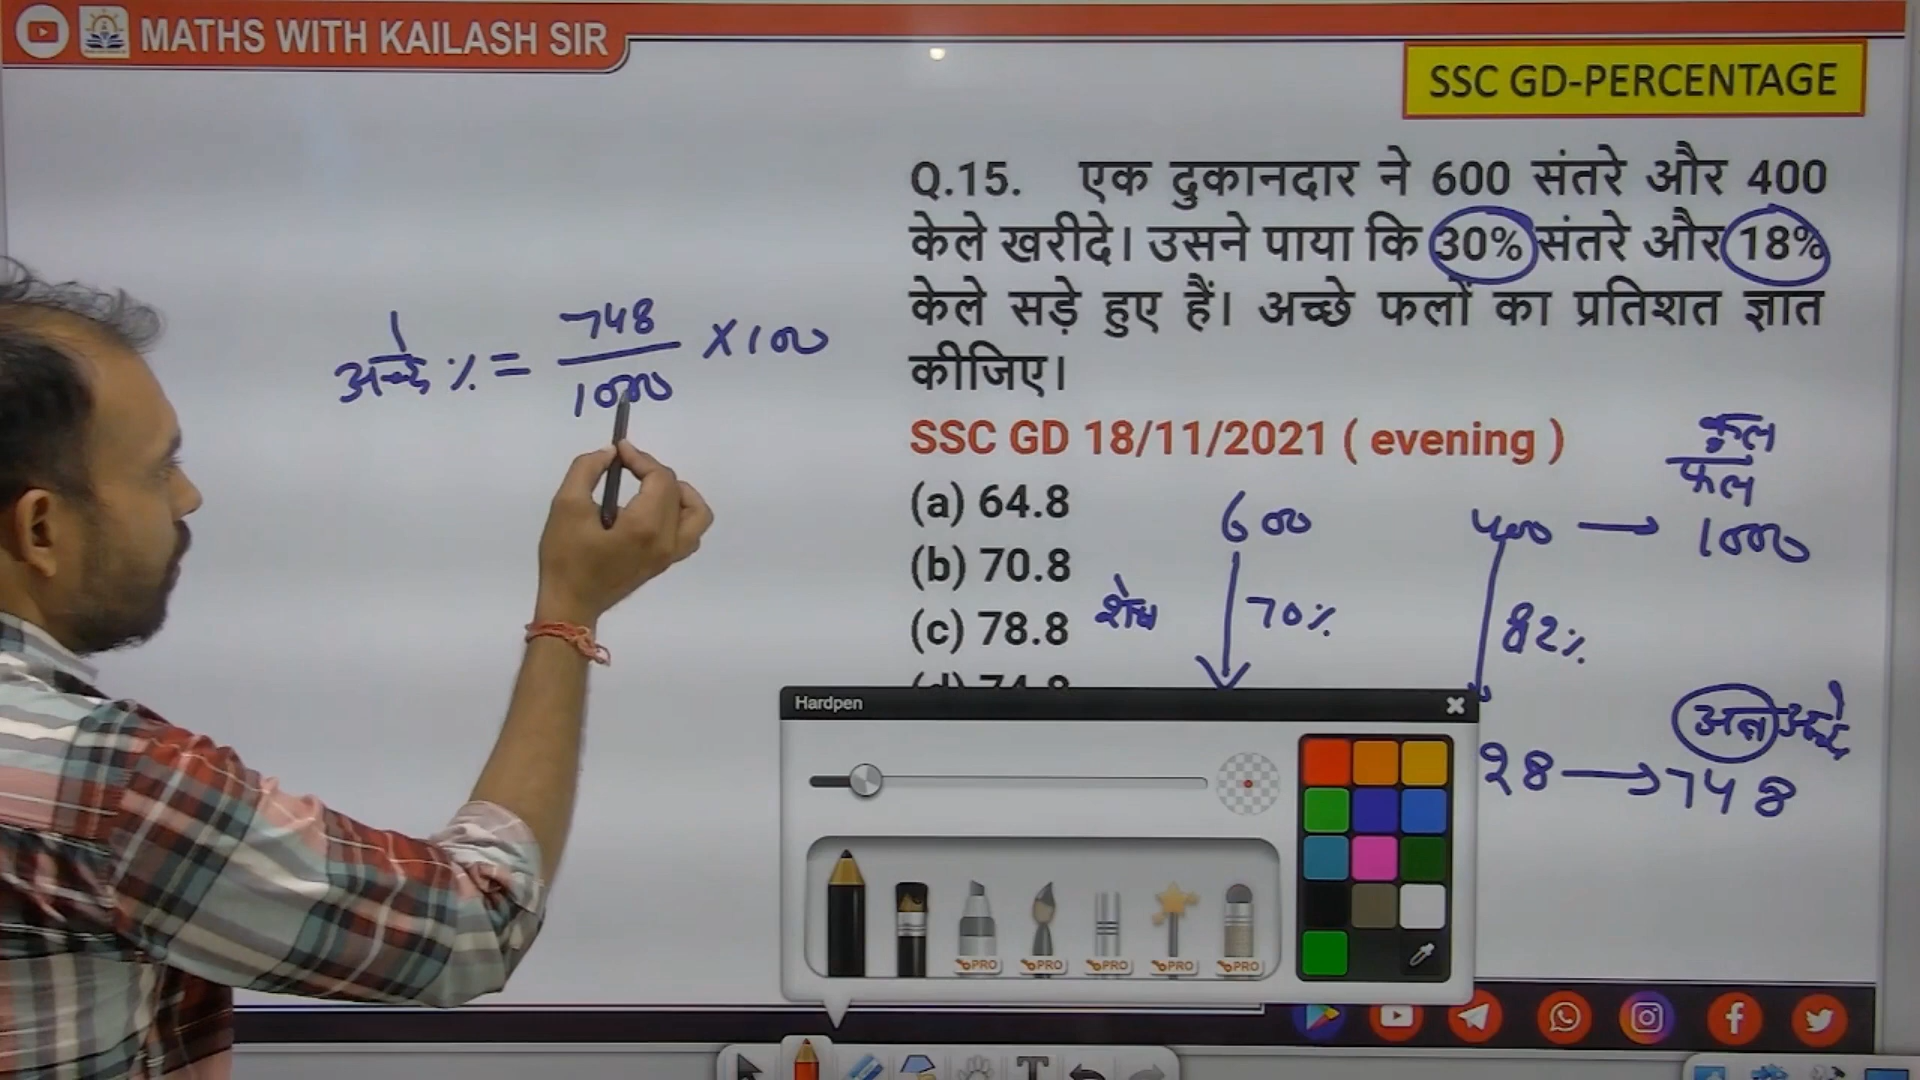 MATHS WITH KAILASH SIR
SSC GD-PERCENTAGE
Q.15. एक दुकानदार ने 600 संतरे और 400
केले खरीदे। उसने पाया कि 30% संतरे और 18%
केले सड़े हुए हैं। अच्छे फलों का प्रतिशत ज्ञात
कीजिए।
SSC GD 18/11/2021 ( evening )
(a) 64.8
(b) 70.8
(c) 78.8
अच्छे % = 748/1000 × 100
कुल
फल
600 400 → 1000
शेष 70% 82%
अच्छे
28 → 748
Hardpen
PRO PRO PRO PRO PRO